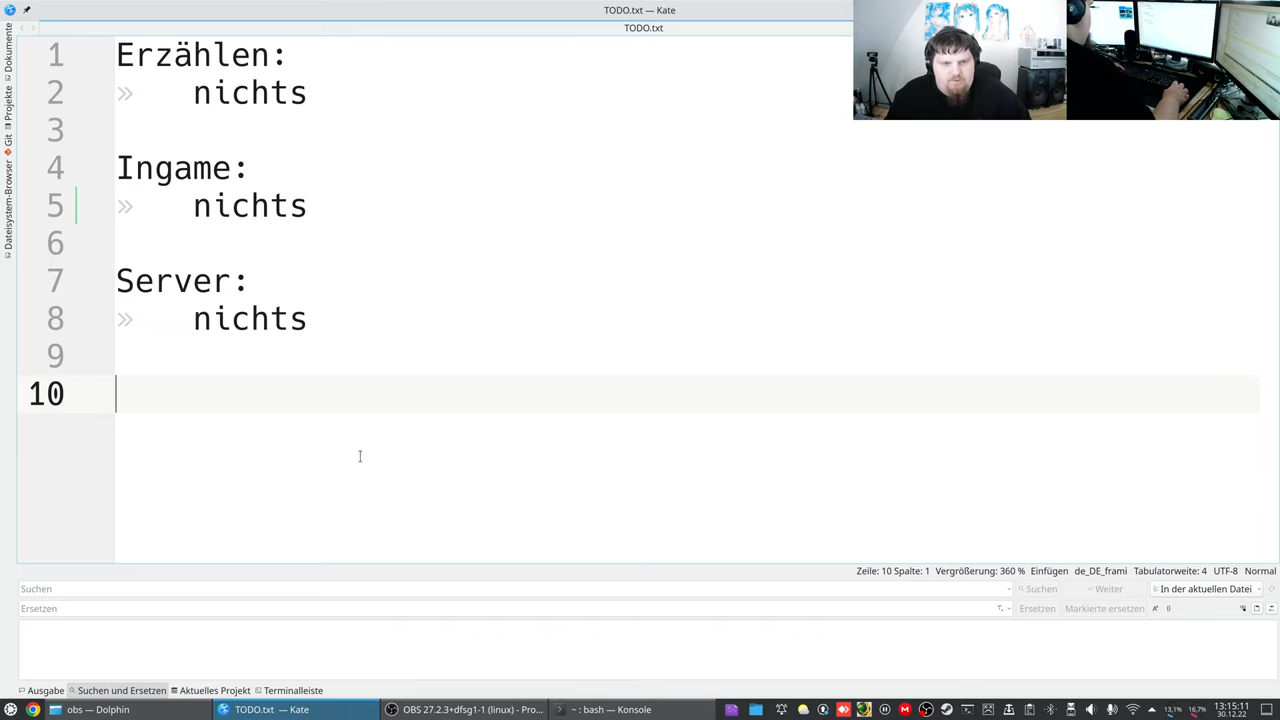 TODO.txt — Kate
TODO.txt
Dokumente
Projekte
Git
Dateisystem-Browser
1 Erzählen:
2 » nichts
3
4 Ingame:
5 » nichts
6
7 Server:
8 » nichts
9
10
Zeile: 10 Spalte: 1 Vergrößerung: 360 % Einfügen de_DE_frami Tabulatorweite: 4 UTF-8 Normal
Suchen Suchen Weiter In der aktuellen Datei
Ersetzen Ersetzen Markierte ersetzen
Ausgabe Suchen und Ersetzen Aktuelles Projekt Terminalleiste
obs — Dolphin TODO.txt — Kate OBS 27.2.3+dfsg1-1 (linux) - Pro... ~ : bash — Konsole 13,1% 16,7% 13:15:11
30.12.22